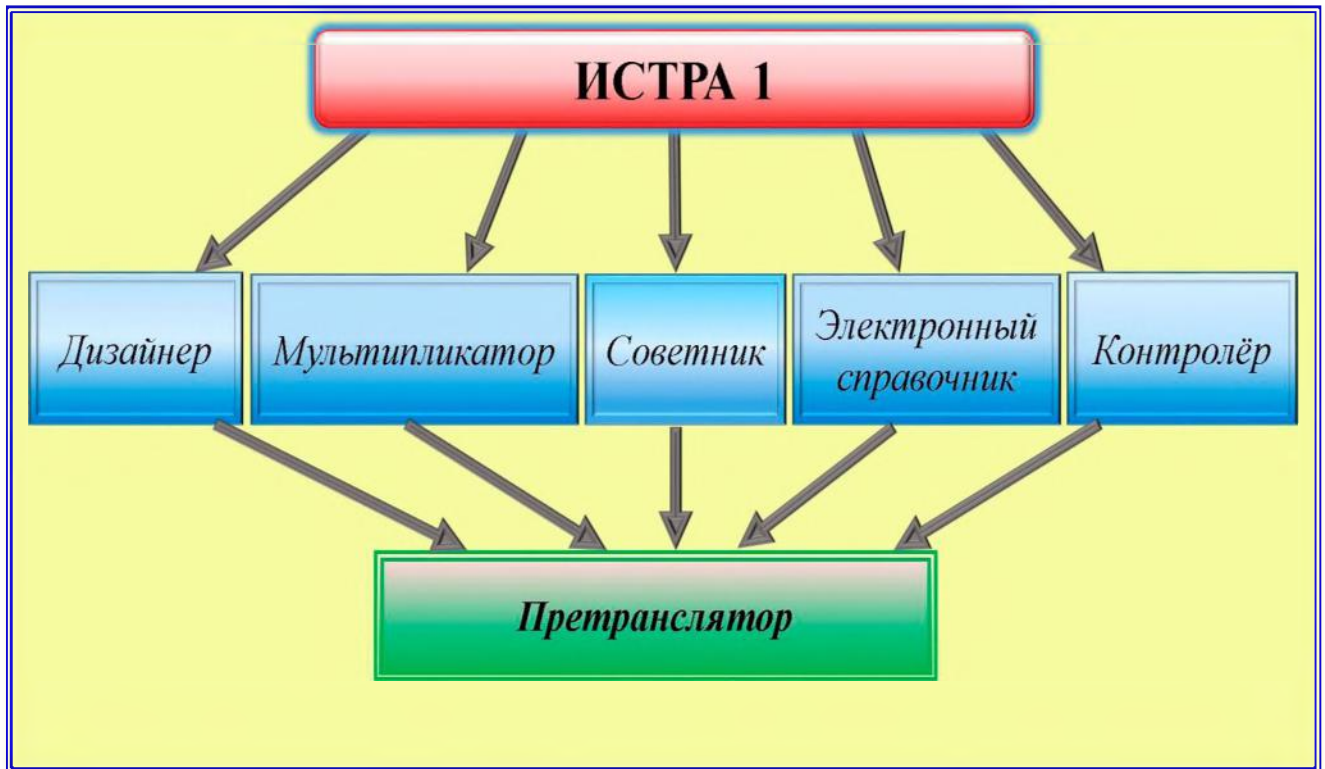 ИСТРА 1
Дизайнер
Мультипликатор
Советник
Электронный
справочник
Контролёр
Претранслятор